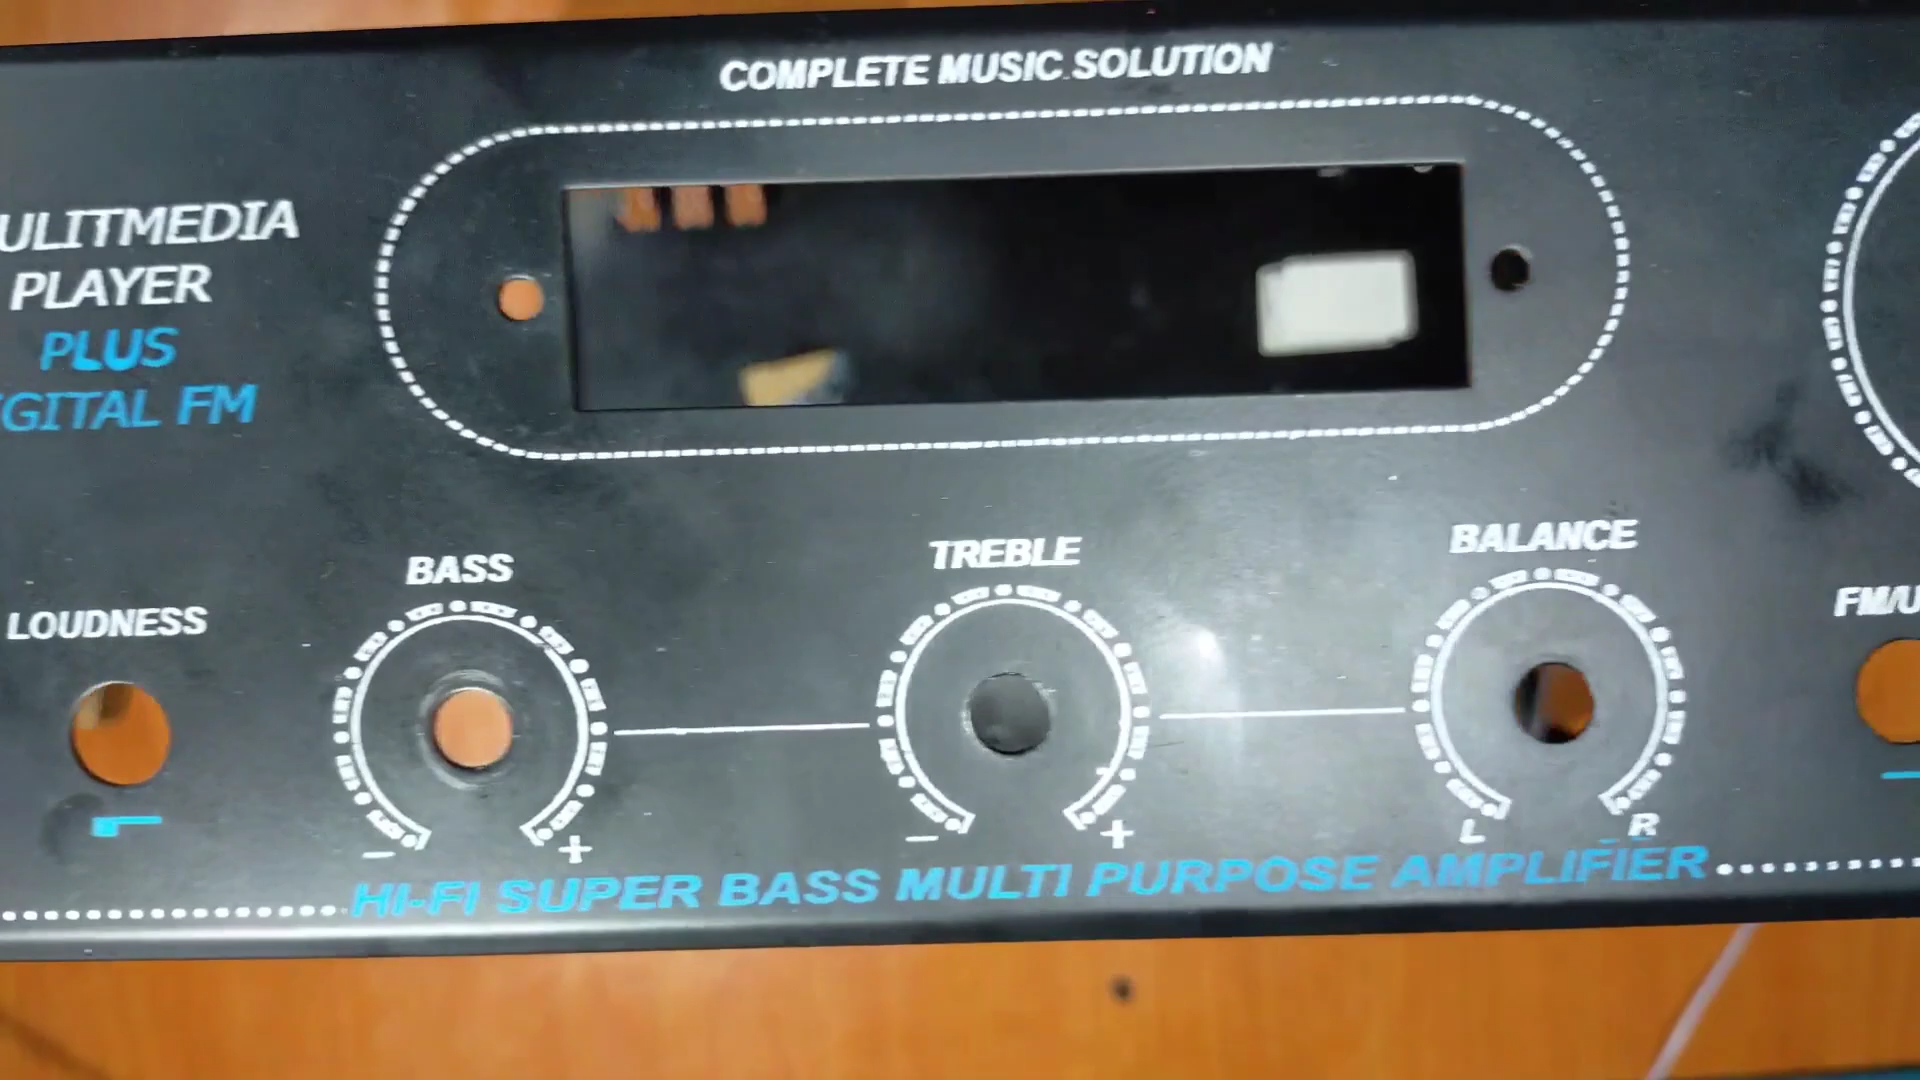 COMPLETE MUSIC SOLUTION
ULITMEDIA
PLAYER
PLUS
GITAL FM
LOUDNESS
BASS
TREBLE
BALANCE
FM/U
- +
- +
L R
HI-FI SUPER BASS MULTI PURPOSE AMPLIFIER